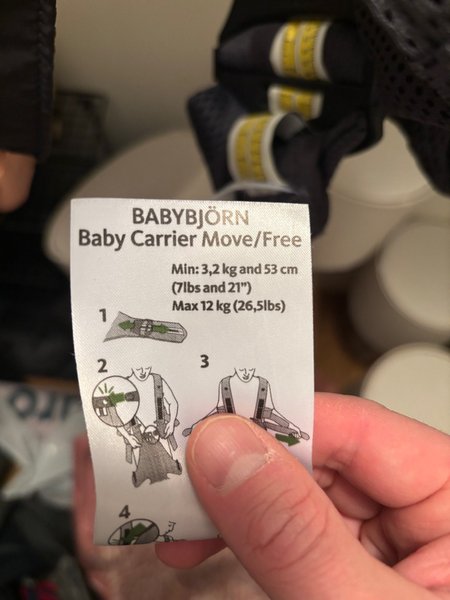 BABYBJÖRN
Baby Carrier Move/Free
Min: 3,2 kg and 53 cm
(7lbs and 21")
Max 12 kg (26,5lbs)
1
2
3
4